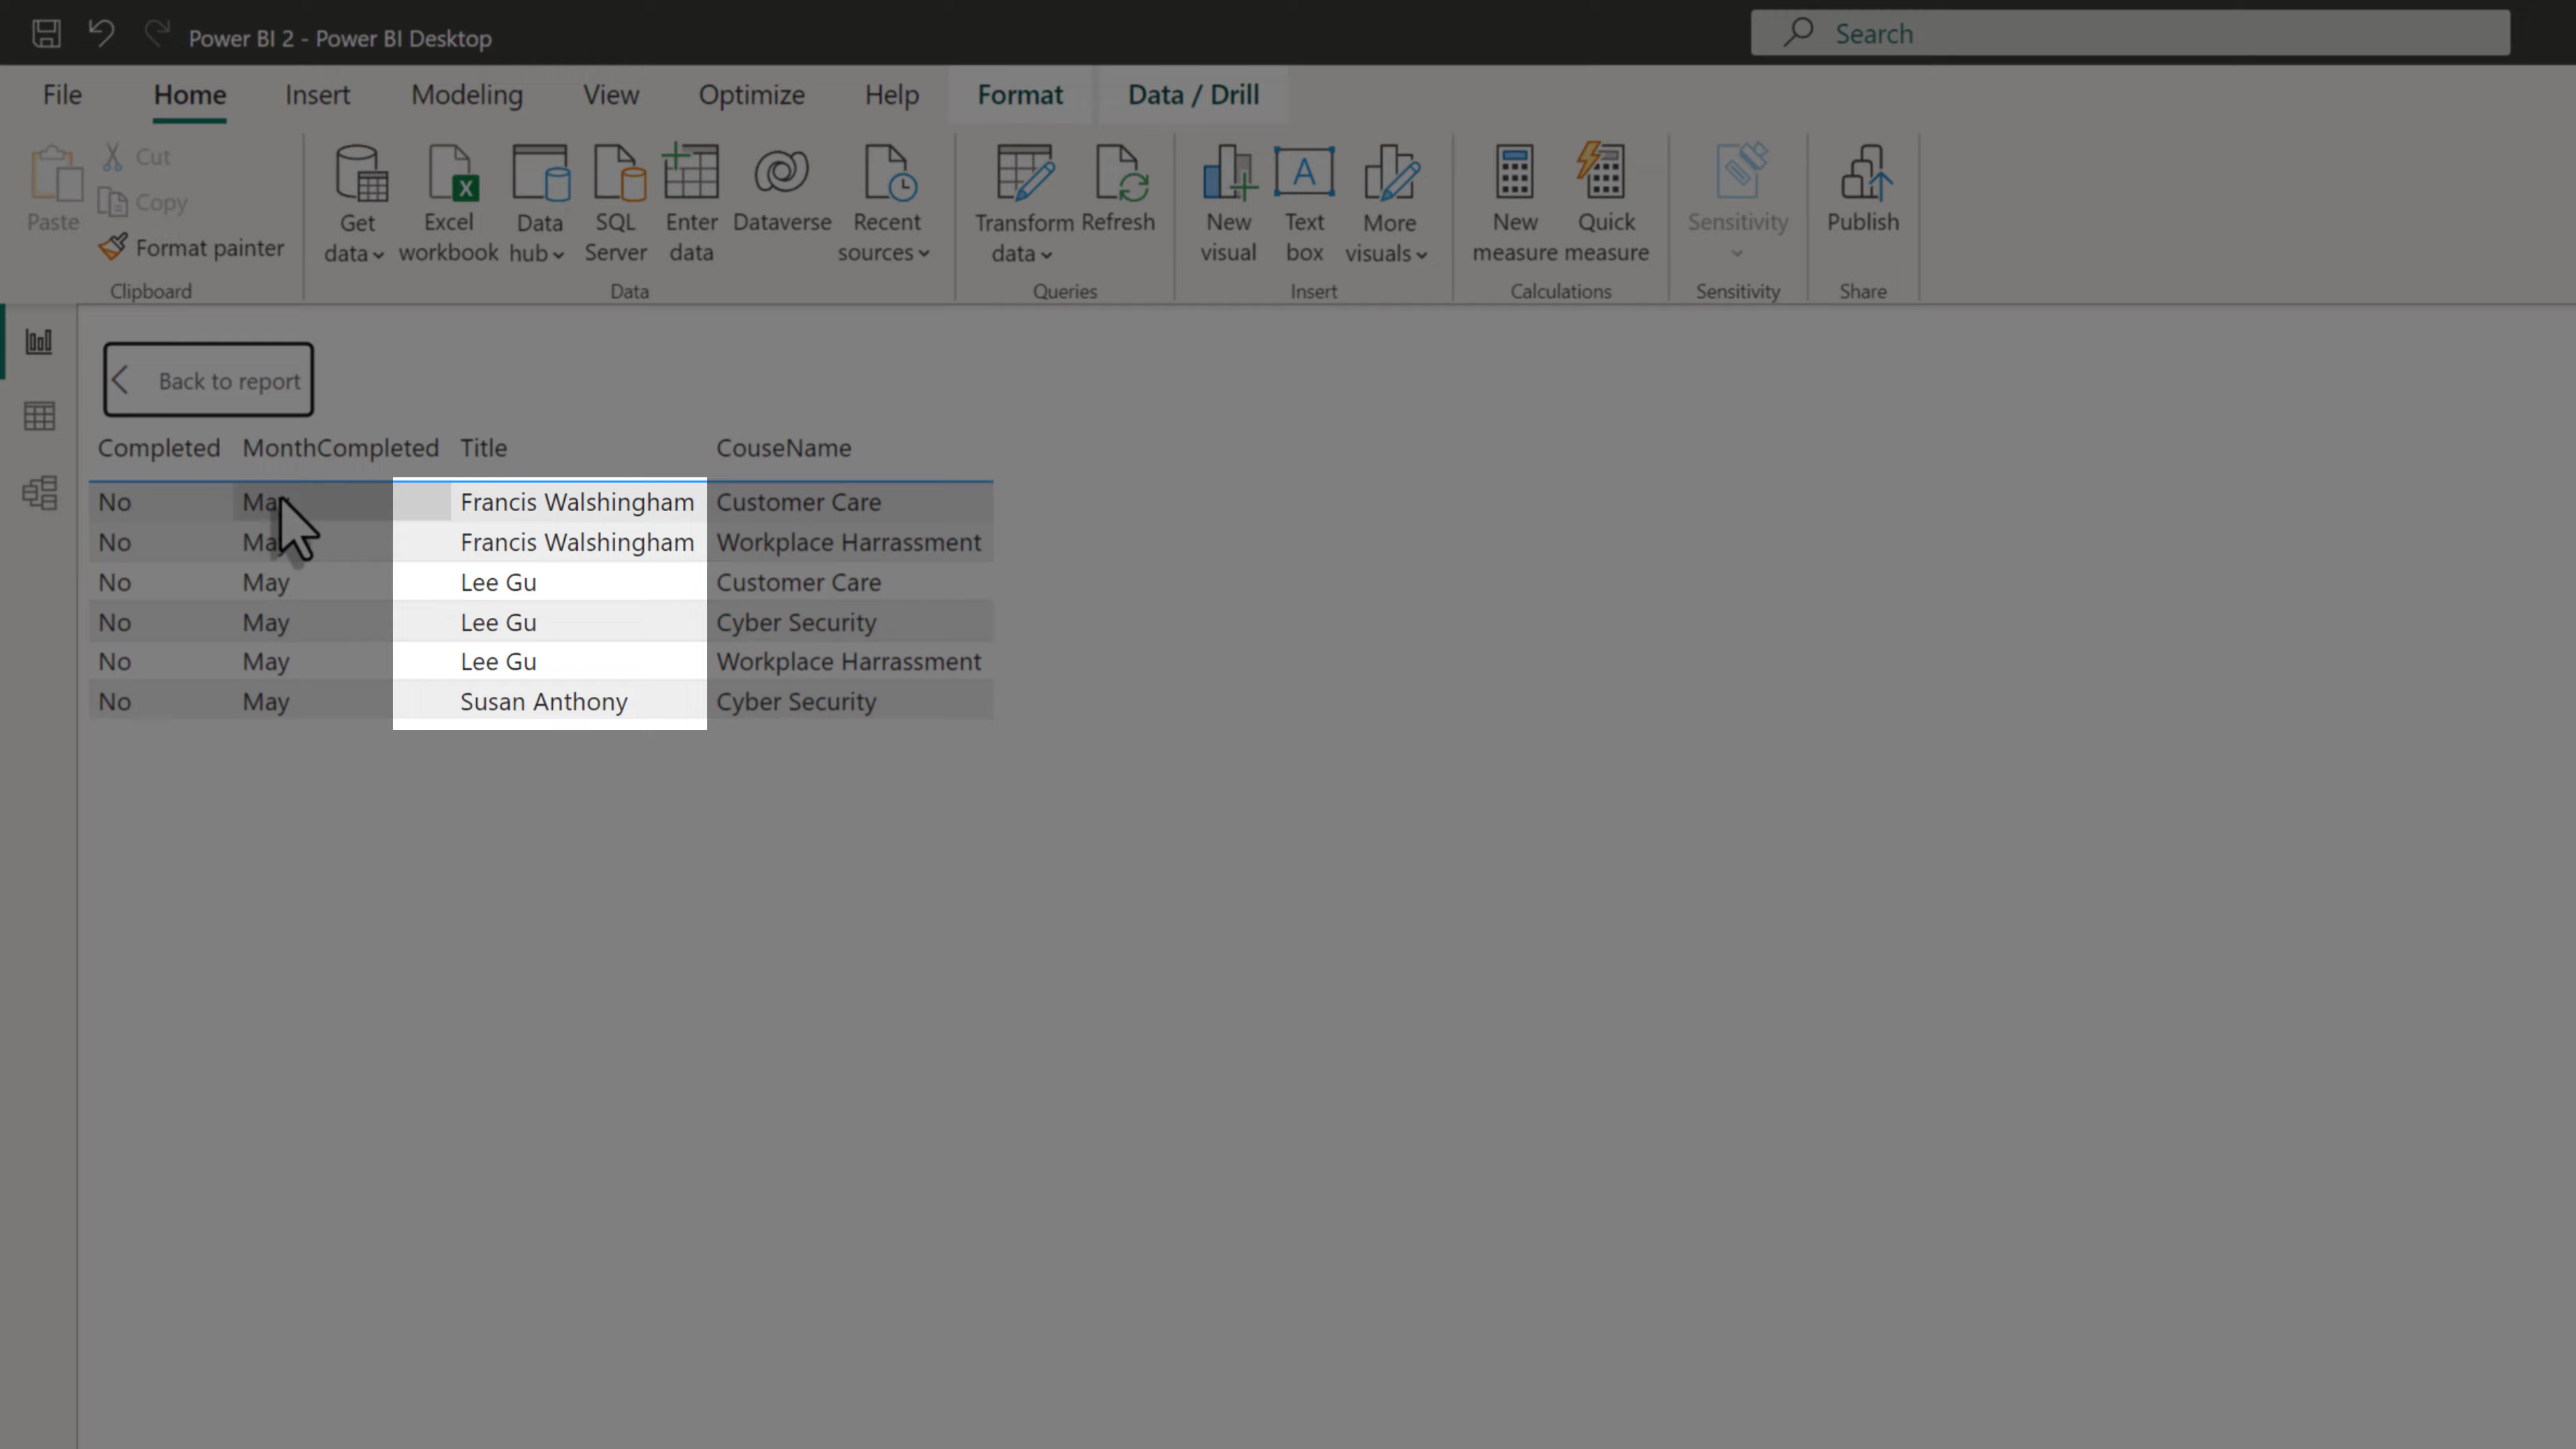 Power BI 2 - Power BI Desktop
Search
File Home Insert Modeling View Optimize Help Format Data / Drill
Paste
Cut
Copy
Format painter
Clipboard
Get data
Excel workbook
Data hub
SQL Server
Enter data
Dataverse
Recent sources
Data
Transform data
Refresh
Queries
New visual
Text box
More visuals
Insert
New measure
Quick measure
Calculations
Sensitivity
Sensitivity
Publish
Share
Back to report
Completed MonthCompleted Title CouseName
No May Francis Walshingham Customer Care
No May Francis Walshingham Workplace Harrassment
No May Lee Gu Customer Care
No May Lee Gu Cyber Security
No May Lee Gu Workplace Harrassment
No May Susan Anthony Cyber Security